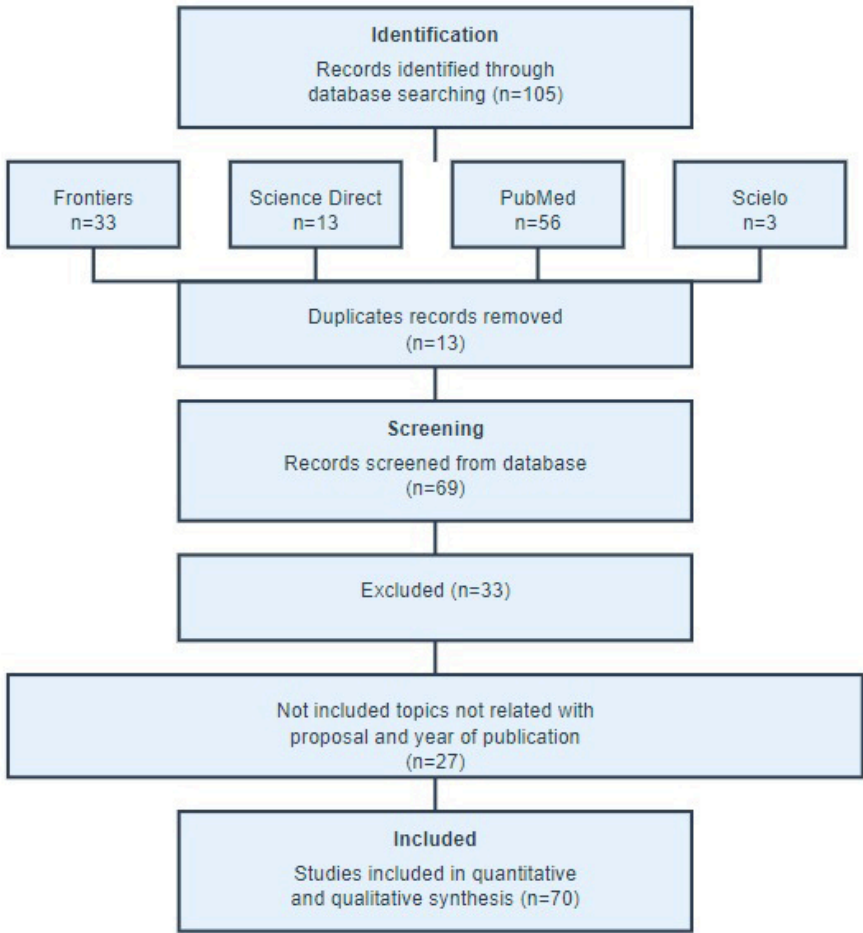 Identification
Records identified through
database searching (n=105)
Frontiers
n=33
Science Direct
n=13
PubMed
n=56
Scielo
n=3
Duplicates records removed
(n=13)
Screening
Records screened from database
(n=69)
Excluded (n=33)
Not included topics not related with
proposal and year of publication
(n=27)
Included
Studies included in quantitative
and qualitative synthesis (n=70)